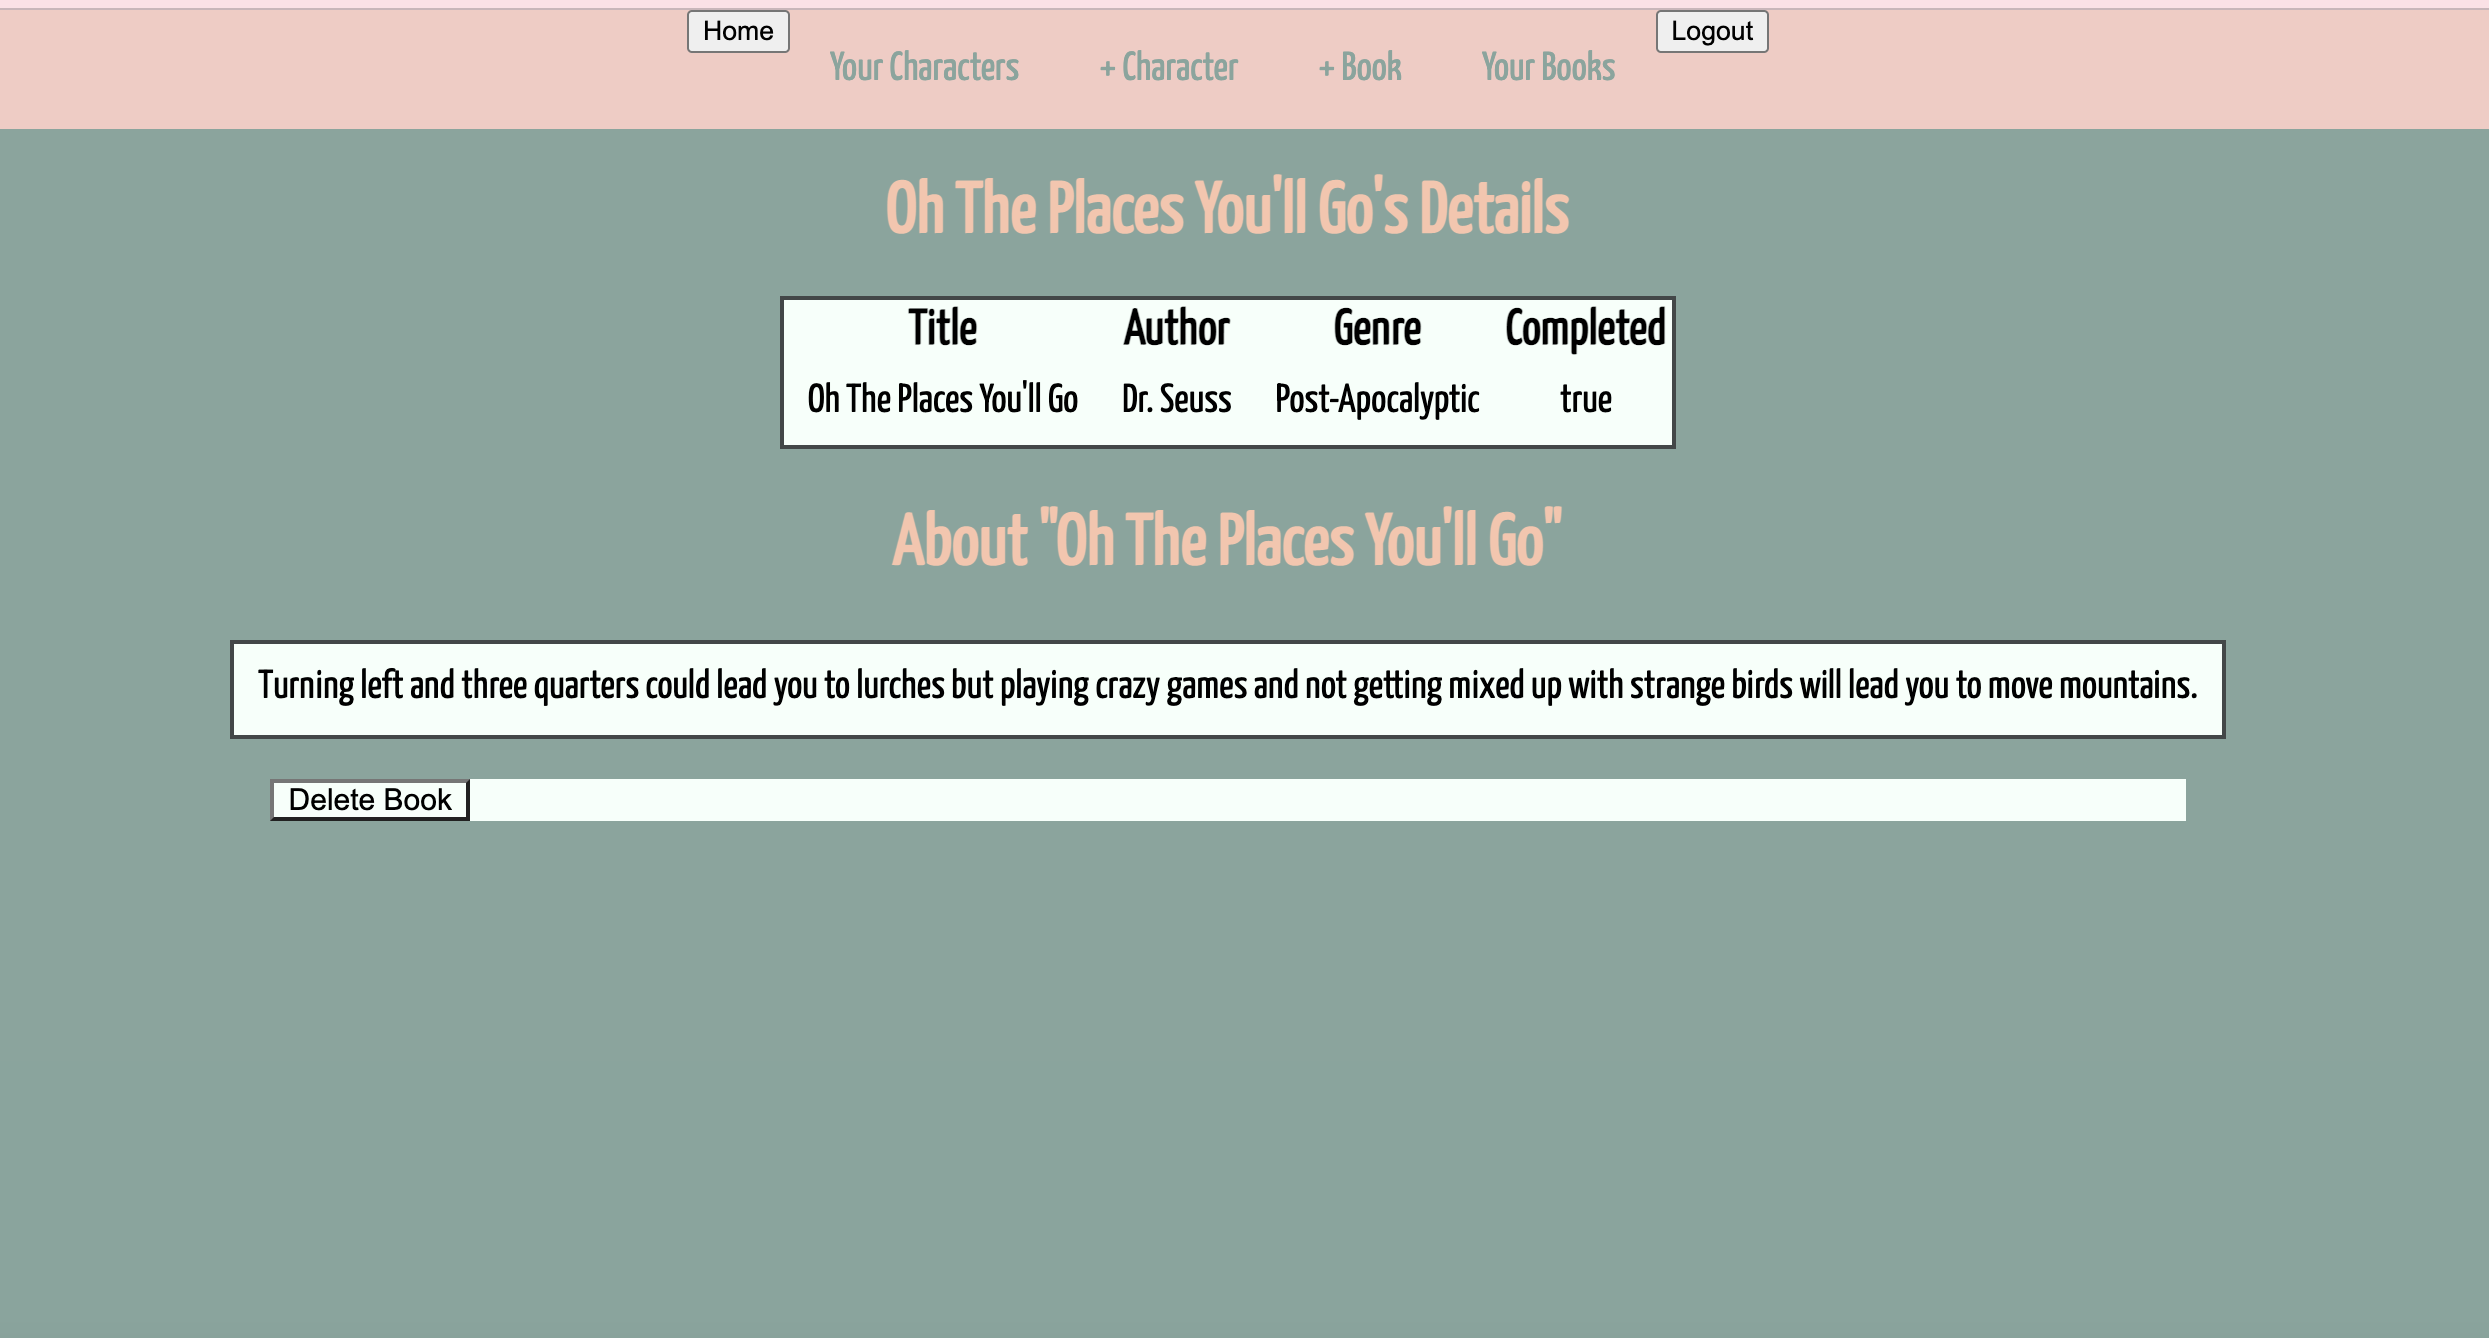 Home Your Characters + Character + Book Your Books Logout
Oh The Places You'll Go's Details
Title Author Genre Completed
Oh The Places You'll Go Dr. Seuss Post-Apocalyptic true
About "Oh The Places You'll Go"
Turning left and three quarters could lead you to lurches but playing crazy games and not getting mixed up with strange birds will lead you to move mountains.
Delete Book